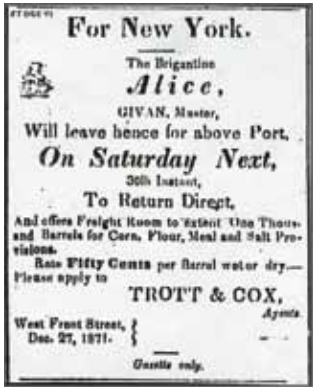 For New York.
The Brigantine
Alice,
GIVAN, Master,
Will leave hence for above Port,
On Saturday Next,
30th Instant,
To Return Direct,
And offers Freight Room to Extent One Thous-
and Barrels for Corn, Flour, Meal and Salt Pro-
visions.
Rate Fifty Cents per Barrel wet or dry.—
Please apply to
TROTT & COX,
Agents.
West Front Street,
Dec. 27, 1871.
Gazette only.